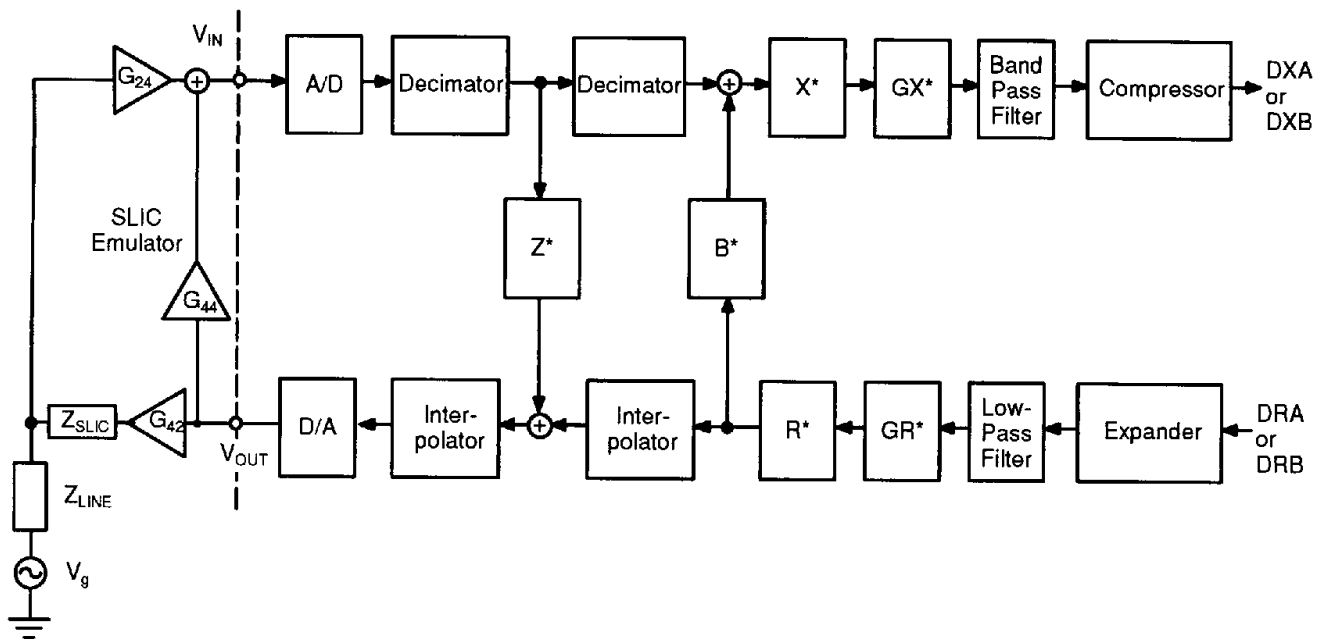 V_IN
G_24
+
A/D
Decimator
Decimator
+
X*
GX*
Band
Pass
Filter
Compressor
DXA
or
DXB
SLIC
Emulator
Z*
B*
G_44
Z_SLIC
G_42
V_OUT
D/A
Inter-
polator
+
Inter-
polator
R*
GR*
Low-
Pass
Filter
Expander
DRA
or
DRB
Z_LINE
V_g